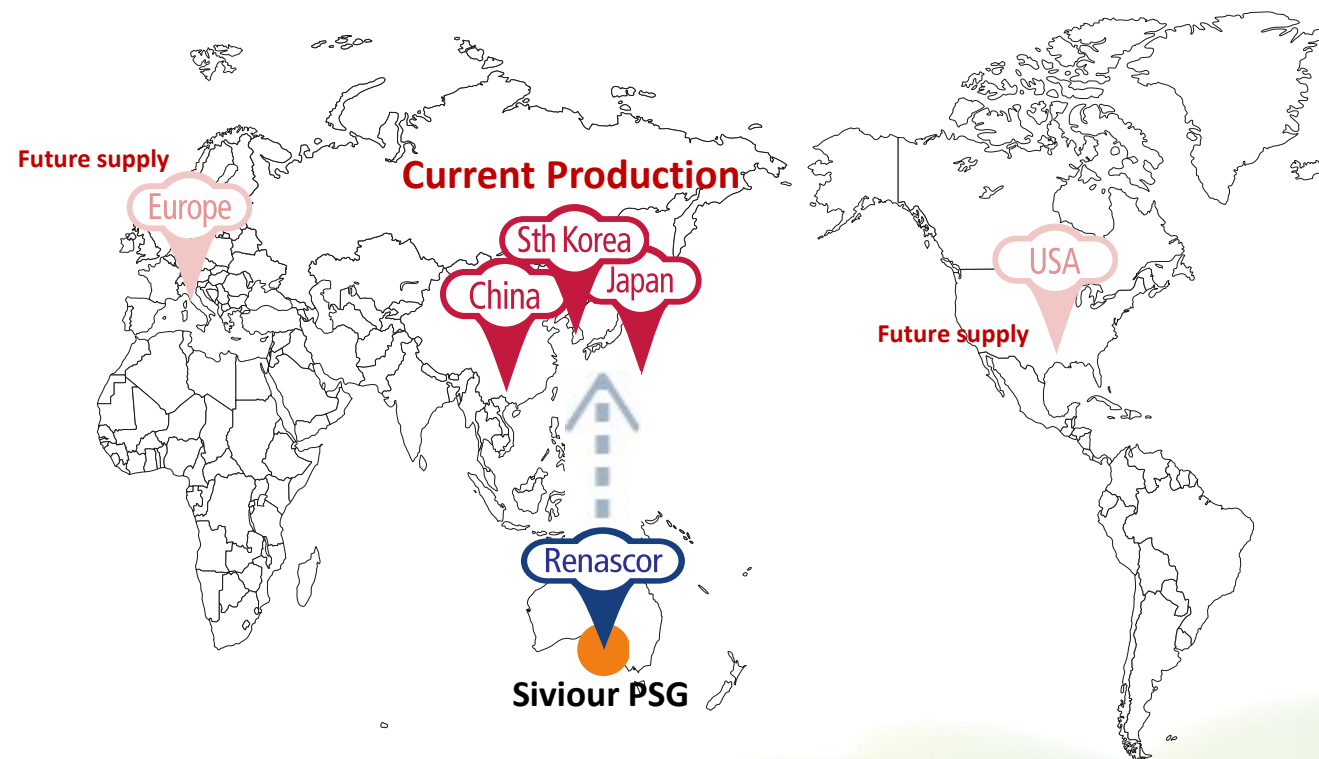 Future supply
Europe
Current Production
Sth Korea
China
Japan
USA
Future supply
Renascor
Siviour PSG